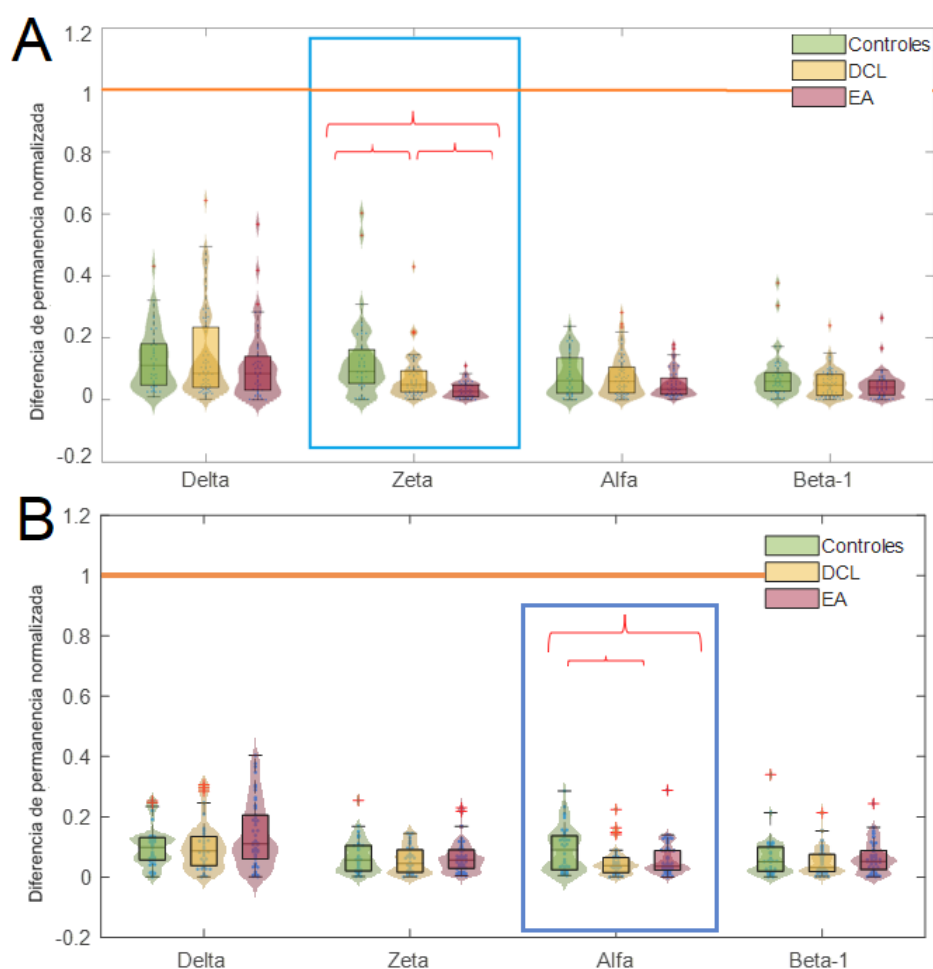 A
Diferencia de permanencia normalizada
1.2
1
0.8
0.6
0.4
0.2
0
-0.2
Controles
DCL
EA
Delta Zeta Alfa Beta-1
B
Diferencia de permanencia normalizada
1.2
1
0.8
0.6
0.4
0.2
0
-0.2
Controles
DCL
EA
Delta Zeta Alfa Beta-1